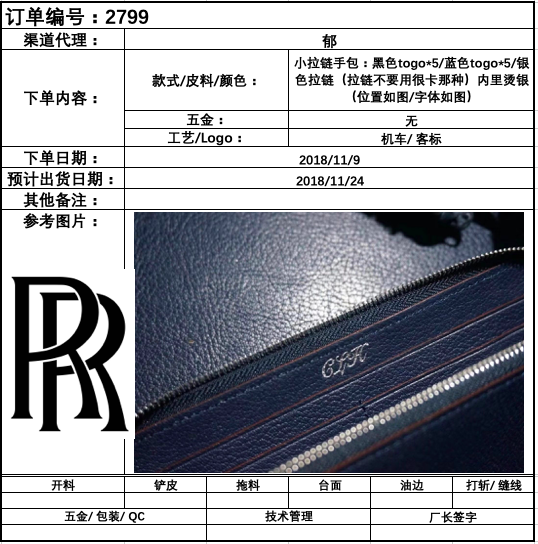 订单编号：2799
渠道代理：
郁
下单内容：
款式/皮料/颜色：
小拉链手包：黑色togo*5/蓝色togo*5/银
色拉链（拉链不要用很卡那种）内里烫银
（位置如图/字体如图）
五金：
无
工艺/Logo：
机车/ 客标
下单日期：
2018/11/9
预计出货日期：
2018/11/24
其他备注：
参考图片：
RR
CLH
开料 铲皮 拖料 台面 油边 打斩/ 缝线
五金/ 包装/ QC 技术管理 厂长签字